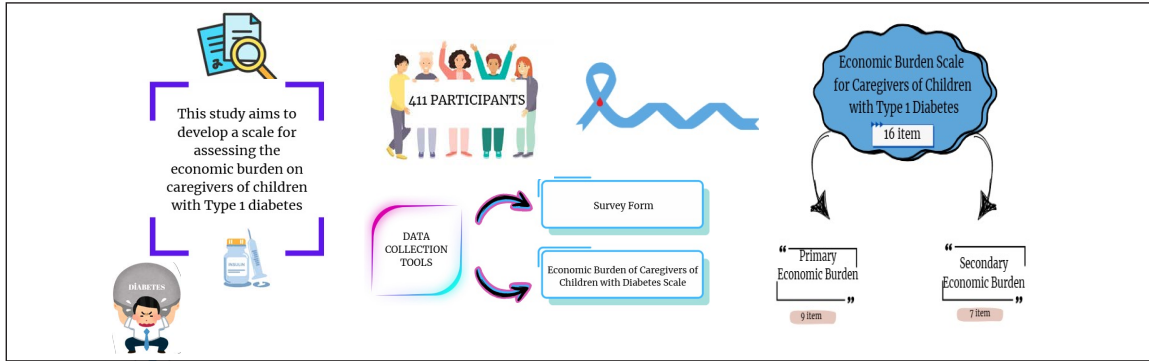 This study aims to
develop a scale for
assessing the
economic burden on
caregivers of children
with Type 1 diabetes
DİABETES
411 PARTICIPANTS
DATA
COLLECTION
TOOLS
Survey Form
Economic Burden of Caregivers of
Children with Diabetes Scale
Economic Burden Scale
for Caregivers of Children
with Type 1 Diabetes
16 item
“ Primary
Economic Burden
”
9 item
“ Secondary
Economic Burden
”
7 item